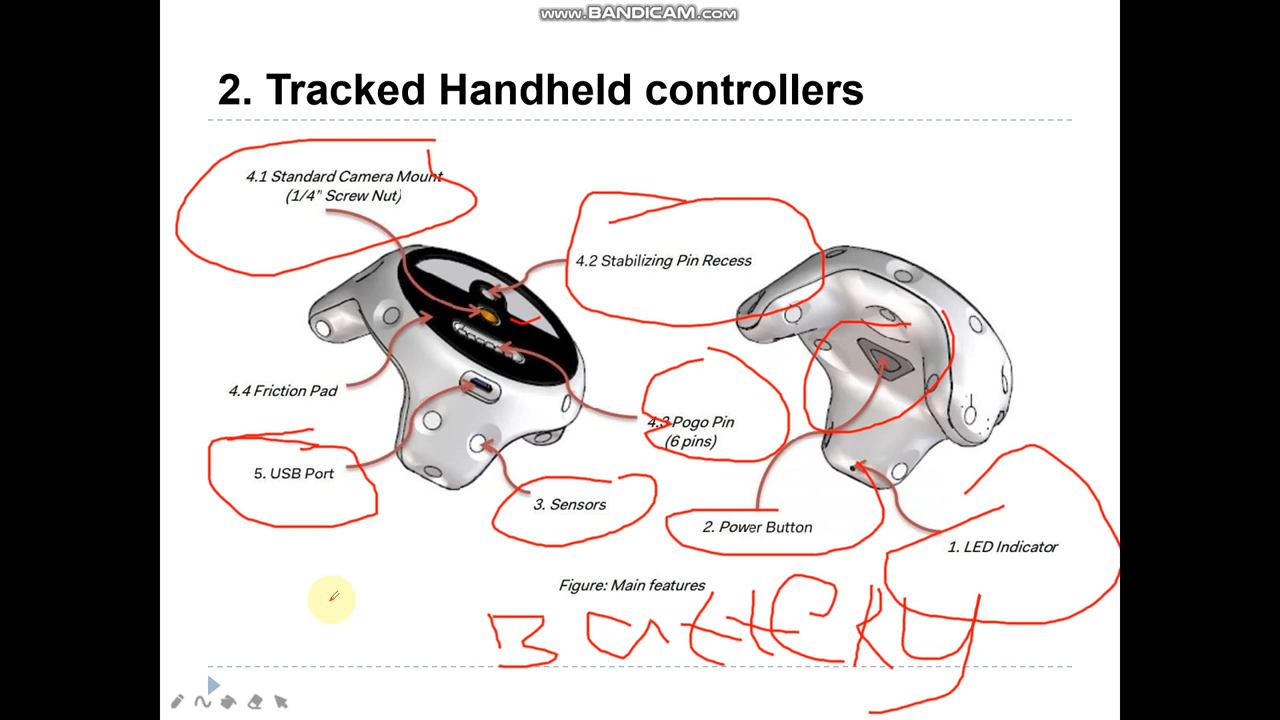 www.BANDICAM.com
2. Tracked Handheld controllers
4.1 Standard Camera Mount
(1/4" Screw Nut)
4.2 Stabilizing Pin Recess
4.4 Friction Pad
4.3 Pogo Pin
(6 pins)
5. USB Port
3. Sensors
2. Power Button
1. LED Indicator
Figure: Main features
Battery